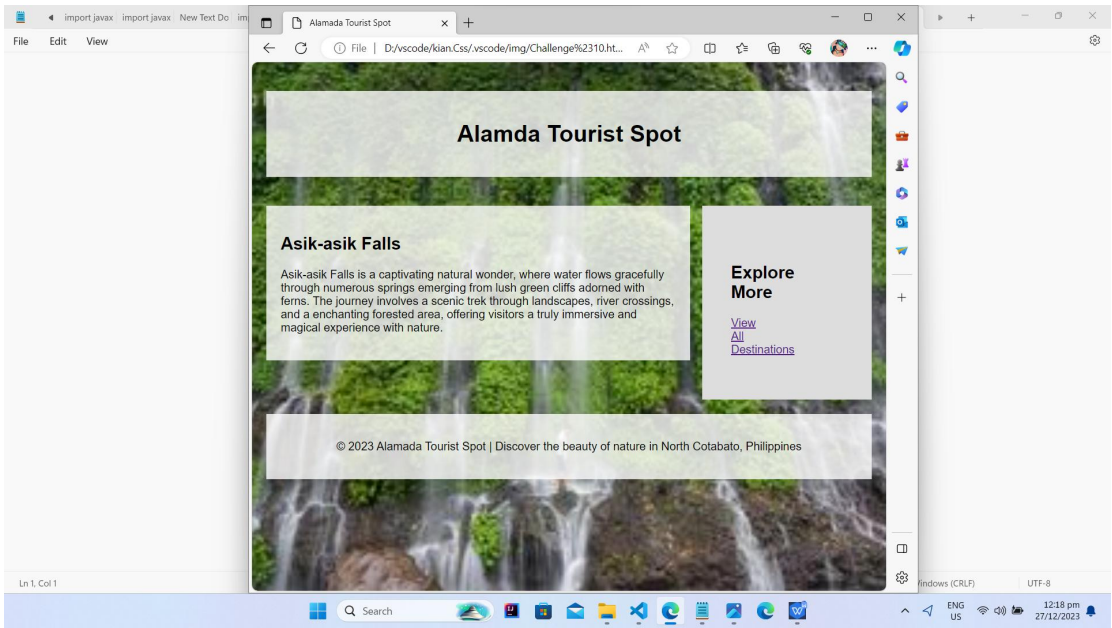 import javax import javax New Text Do im
Alamada Tourist Spot
File Edit View
File D:/vscode/kian.Css/.vscode/img/Challenge%2310.ht...
Alamda Tourist Spot
Asik-asik Falls
Asik-asik Falls is a captivating natural wonder, where water flows gracefully
through numerous springs emerging from lush green cliffs adorned with
ferns. The journey involves a scenic trek through landscapes, river crossings,
and a enchanting forested area, offering visitors a truly immersive and
magical experience with nature.
Explore
More
View
All
Destinations
© 2023 Alamada Tourist Spot | Discover the beauty of nature in North Cotabato, Philippines
Ln 1, Col 1
Windows (CRLF)
UTF-8
Search
ENG
US
12:18 pm
27/12/2023